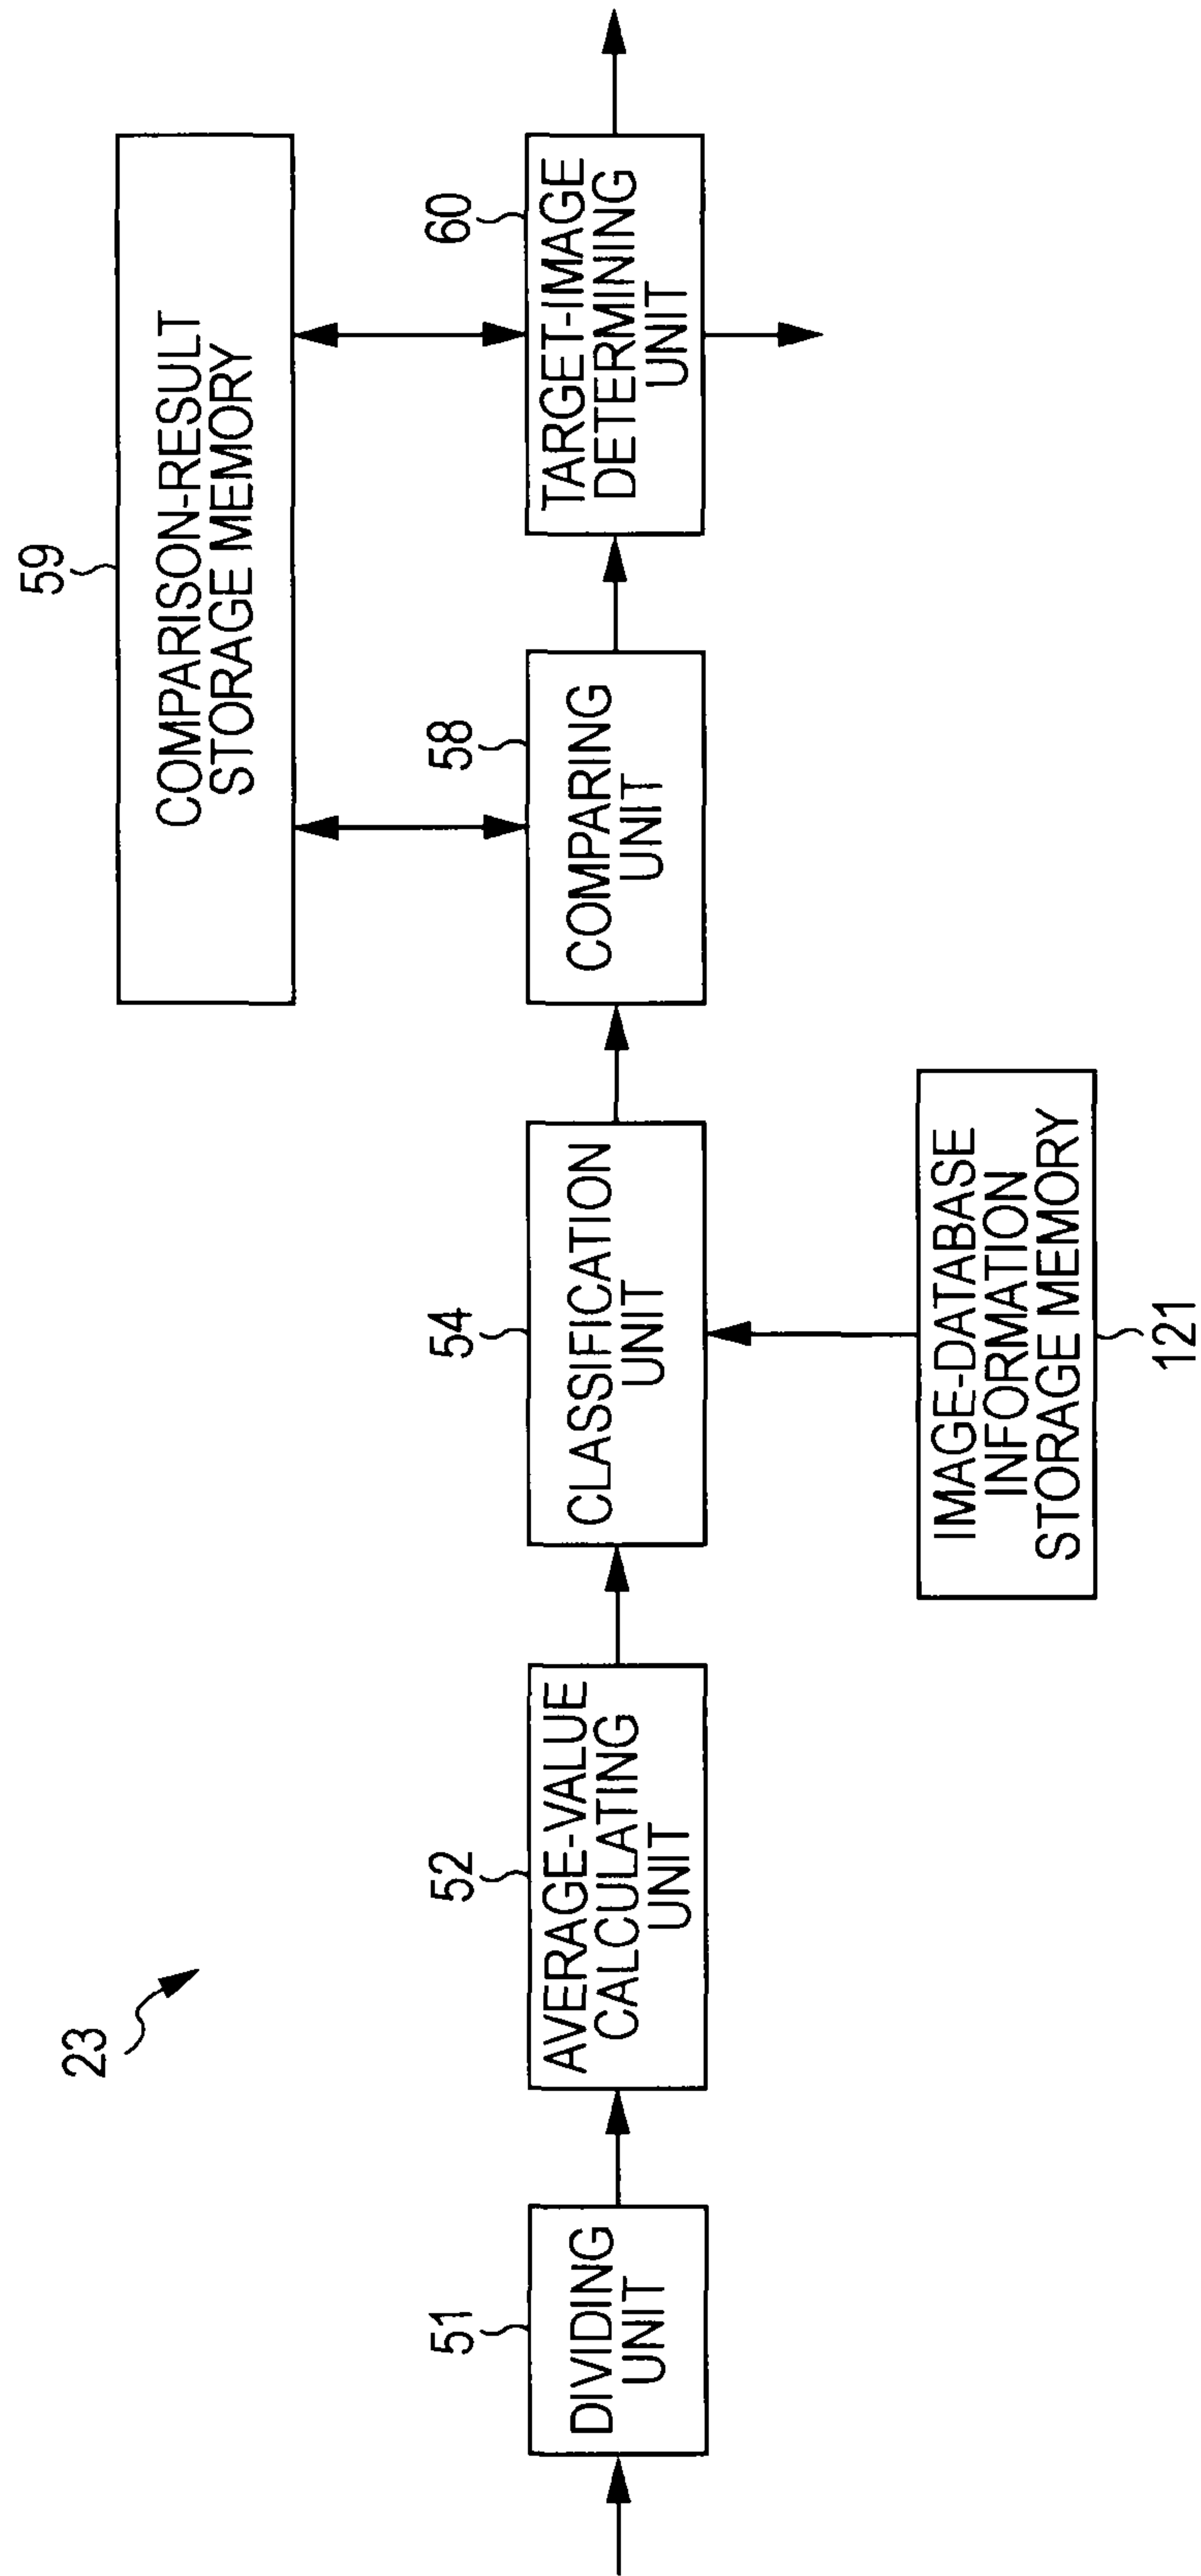 23
59
COMPARISON-RESULT
STORAGE MEMORY
51
DIVIDING
UNIT
52
AVERAGE-VALUE
CALCULATING
UNIT
54
CLASSIFICATION
UNIT
58
COMPARING
UNIT
60
TARGET-IMAGE
DETERMINING
UNIT
IMAGE-DATABASE
INFORMATION
STORAGE MEMORY
121